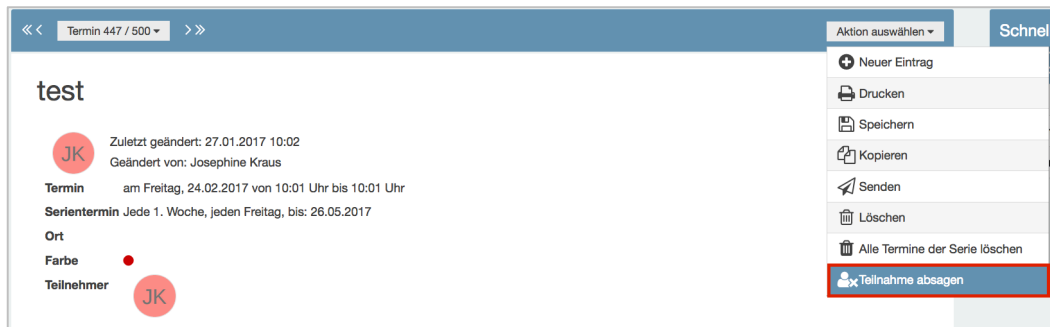 « < Termin 447 / 500 > »
Aktion auswählen
Schnel
Neuer Eintrag
Drucken
Speichern
Kopieren
Senden
Löschen
Alle Termine der Serie löschen
Teilnahme absagen
test
JK
Zuletzt geändert: 27.01.2017 10:02
Geändert von: Josephine Kraus
Termin am Freitag, 24.02.2017 von 10:01 Uhr bis 10:01 Uhr
Serientermin Jede 1. Woche, jeden Freitag, bis: 26.05.2017
Ort
Farbe
Teilnehmer
JK